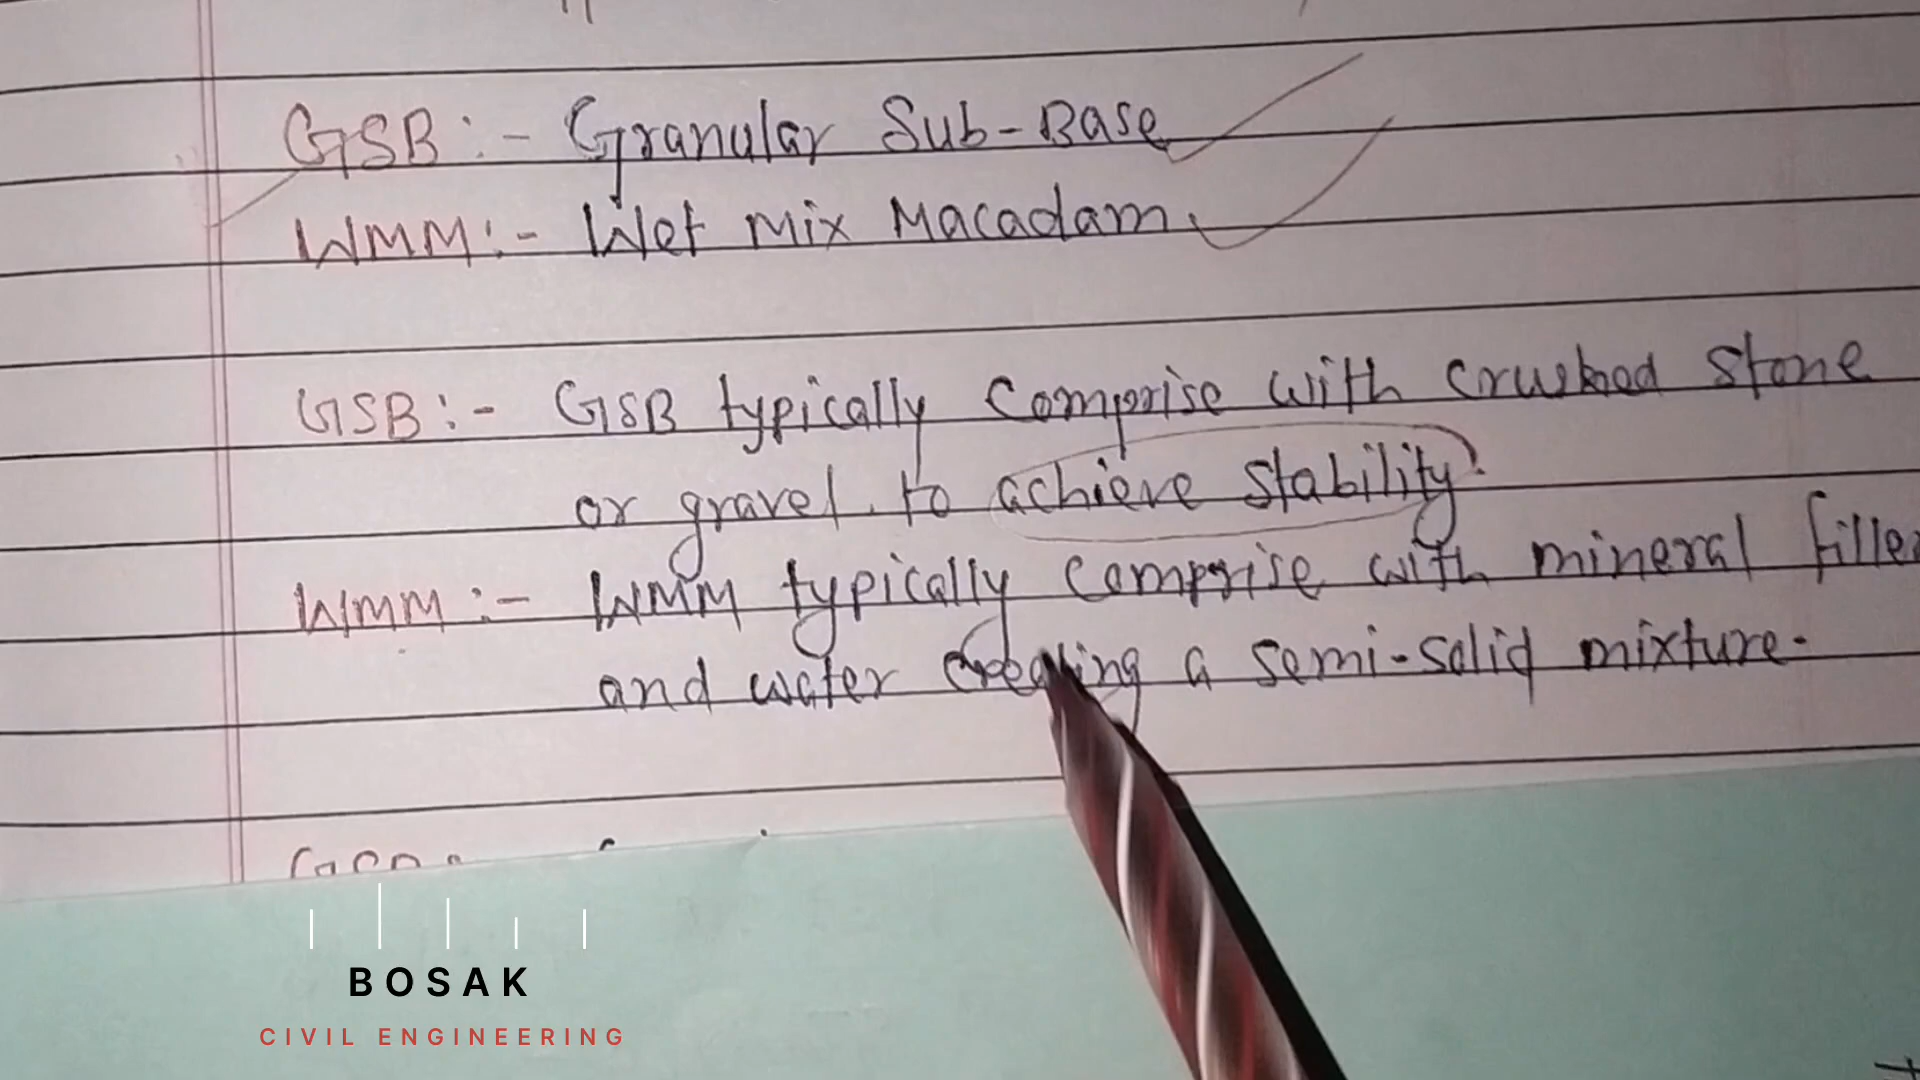 GSB:- Granular Sub-Base
WMM:- Wet Mix Macadam.
GSB:- GSB typically Comprise with Crushed Stone
or gravel. to achieve stability.
WMM:- WMM typically Comprise with mineral filler
and water creating a semi-solid mixture.
BOSAK
CIVIL ENGINEERING